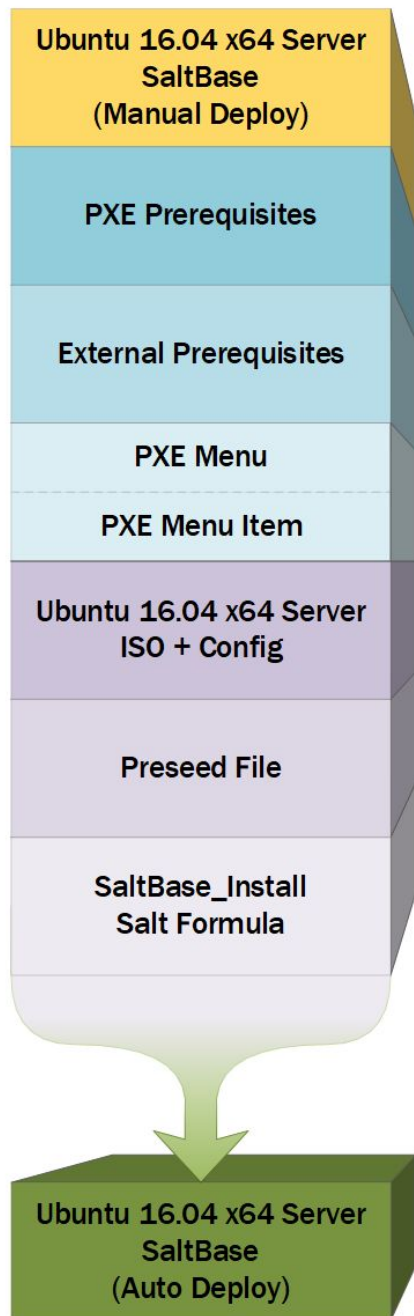 Ubuntu 16.04 x64 Server
SaltBase
(Manual Deploy)
PXE Prerequisites
External Prerequisites
PXE Menu
PXE Menu Item
Ubuntu 16.04 x64 Server
ISO + Config
Preseed File
SaltBase_Install
Salt Formula
Ubuntu 16.04 x64 Server
SaltBase
(Auto Deploy)